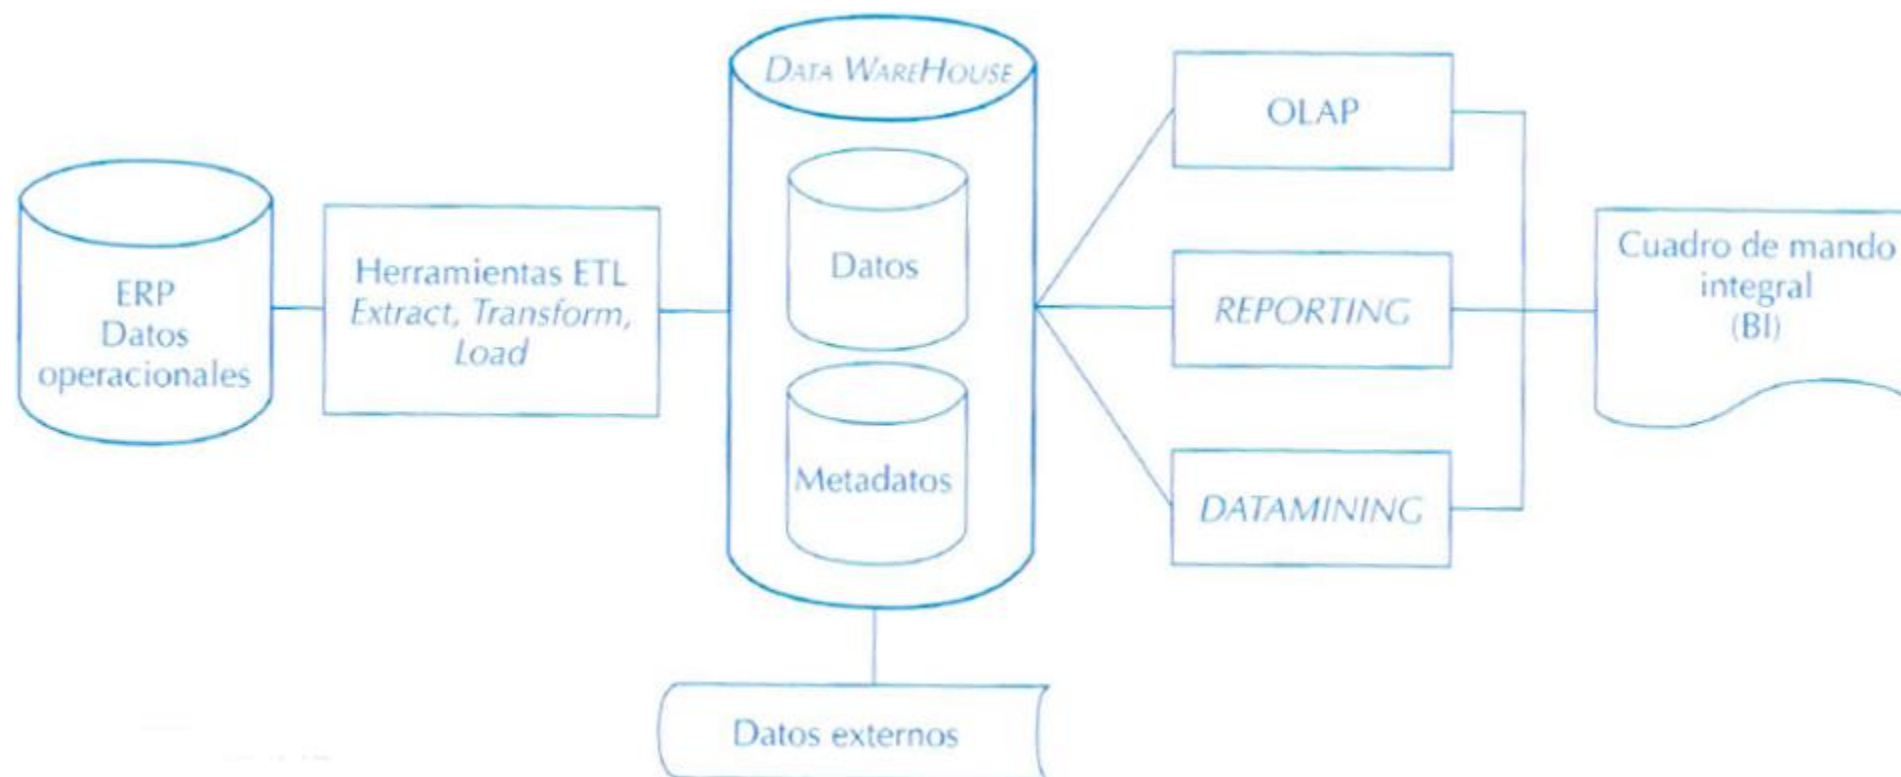 DATA WAREHOUSE
ERP
Datos
operacionales
Herramientas ETL
Extract, Transform,
Load
Datos
Metadatos
Datos externos
OLAP
REPORTING
DATAMINING
Cuadro de mando
integral
(BI)